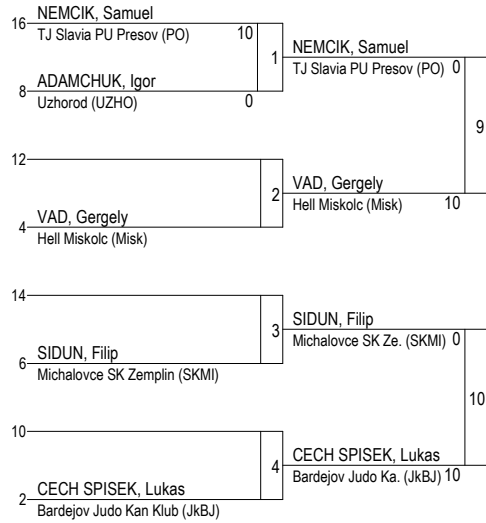 NEMCIK, Samuel
16
TJ Slavia PU Presov (PO) 10
1
NEMCIK, Samuel
TJ Slavia PU Presov (PO) 0
ADAMCHUK, Igor
8
Uzhorod (UZHO) 0
9
12
2
VAD, Gergely
Hell Miskolc (Misk) 10
VAD, Gergely
4
Hell Miskolc (Misk)
14
3
SIDUN, Filip
Michalovce SK Ze. (SKMI) 0
SIDUN, Filip
6
Michalovce SK Zemplin (SKMI)
10
10
4
CECH SPISEK, Lukas
Bardejov Judo Ka. (JkBJ) 10
CECH SPISEK, Lukas
2
Bardejov Judo Kan Klub (JkBJ)